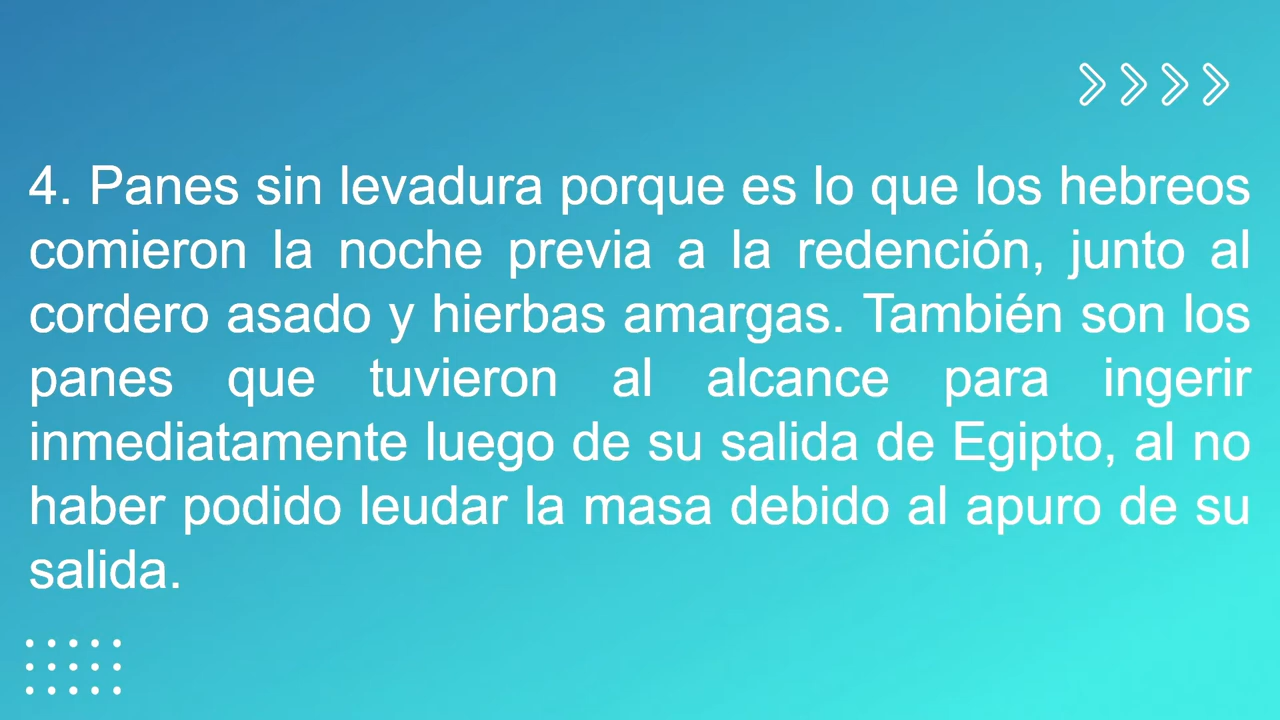 4. Panes sin levadura porque es lo que los hebreos
comieron la noche previa a la redención, junto al
cordero asado y hierbas amargas. También son los
panes que tuvieron al alcance para ingerir
inmediatamente luego de su salida de Egipto, al no
haber podido leudar la masa debido al apuro de su
salida.